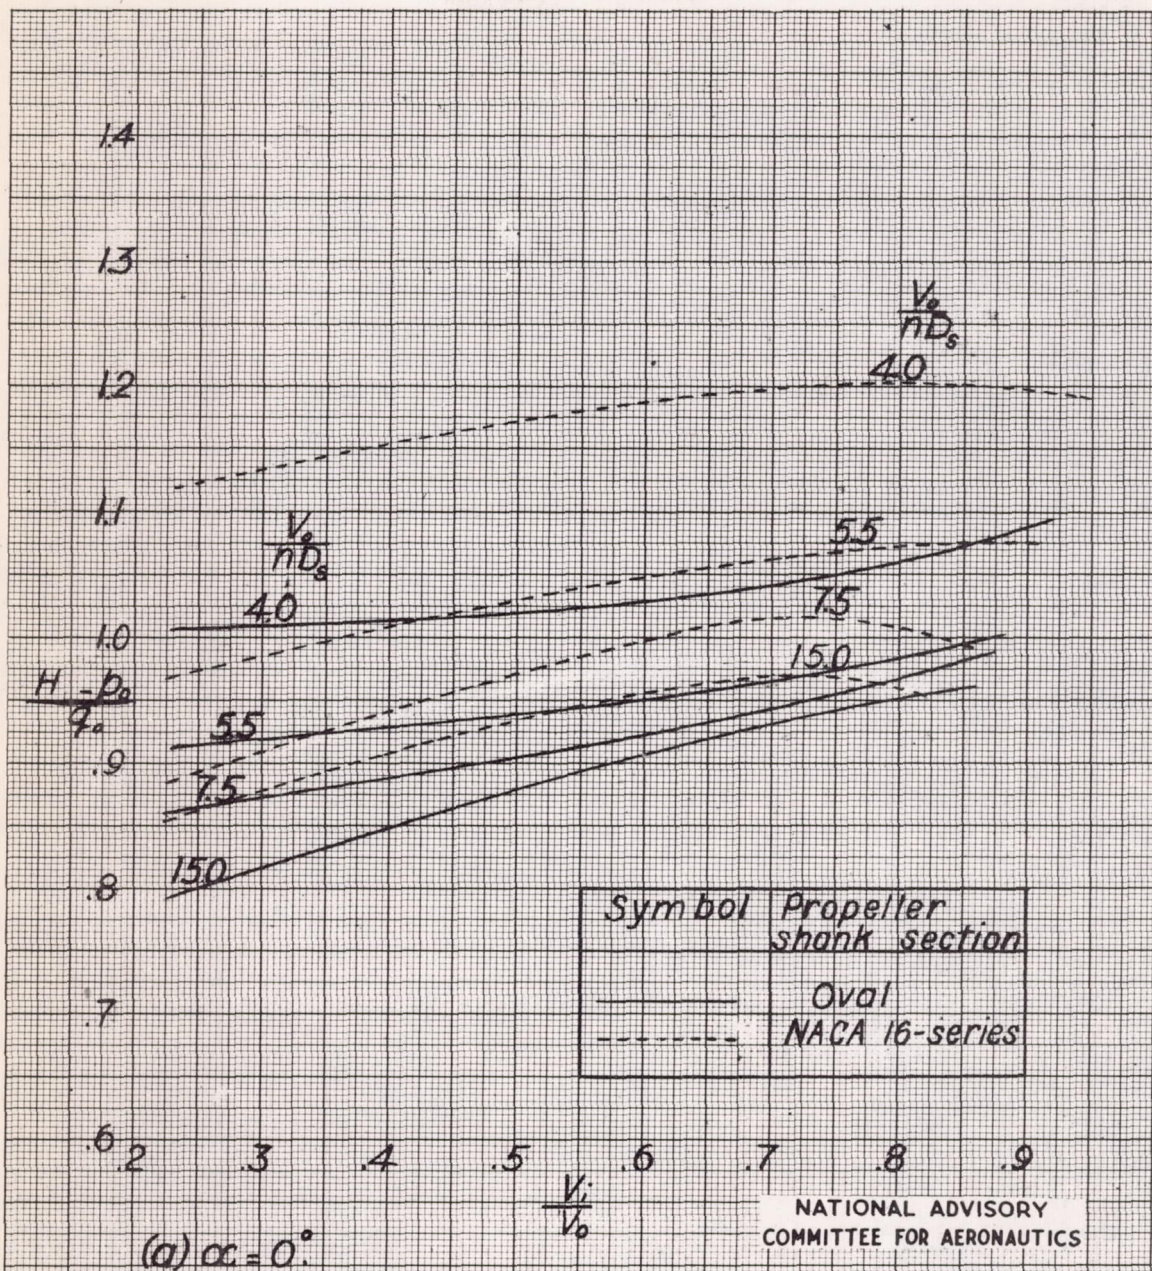 1.4
1.3
V₀
nDₛ
4.0
1.2
1.1
V₀
nDₛ
4.0
5.5
7.5
1.0
15.0
H - p₀
q₀
5.5
.9
7.5
15.0
.8
Symbol Propeller
shank section
Oval
NACA 16-series
.7
.6
.2 .3 .4 .5 .6 .7 .8 .9
Vᵢ
V₀
NATIONAL ADVISORY
COMMITTEE FOR AERONAUTICS
(a) α = 0°.